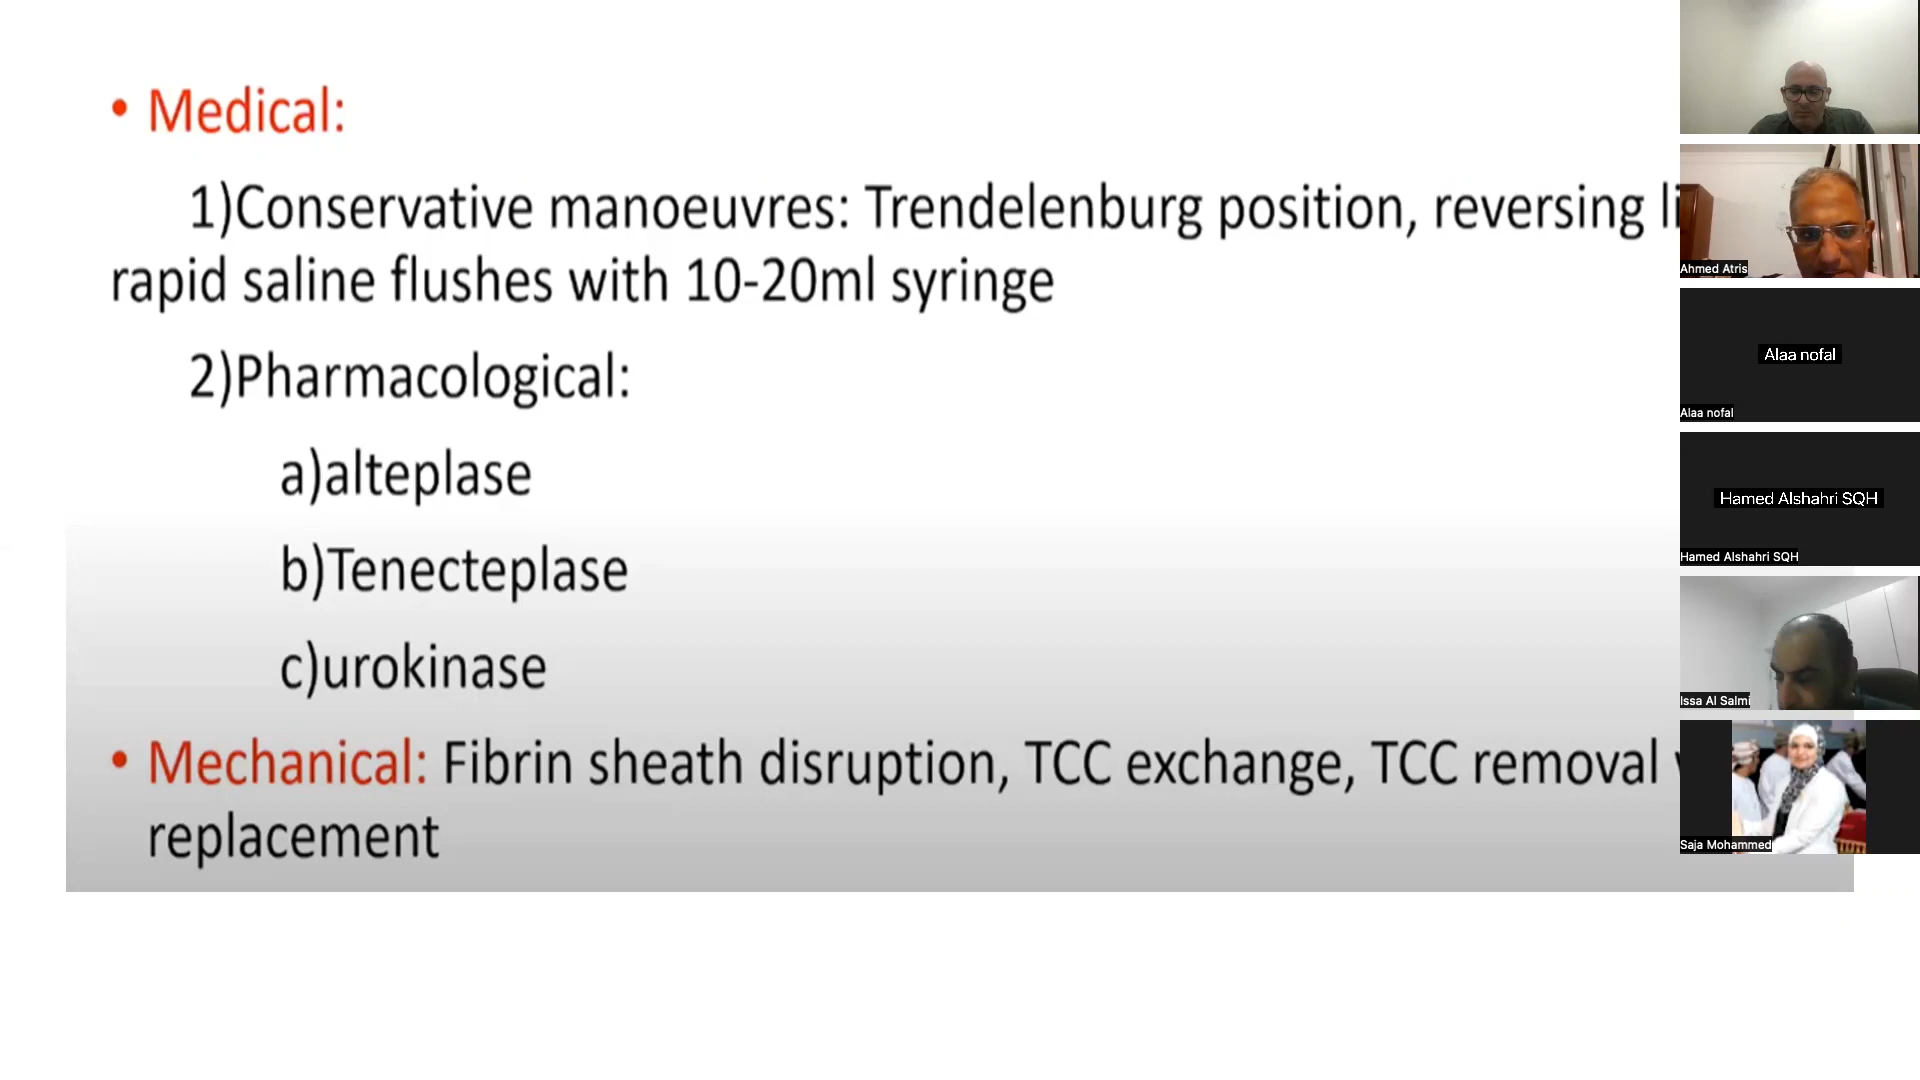 • Medical:
1)Conservative manoeuvres: Trendelenburg position, reversing
rapid saline flushes with 10-20ml syringe
2)Pharmacological:
a)alteplase
b)Tenecteplase
c)urokinase
• Mechanical: Fibrin sheath disruption, TCC exchange, TCC removal
replacement
Ahmed Atris
Alaa nofal
Alaa nofal
Hamed Alshahri SQH
Hamed Alshahri SQH
Issa Al Salmi
Saja Mohammed